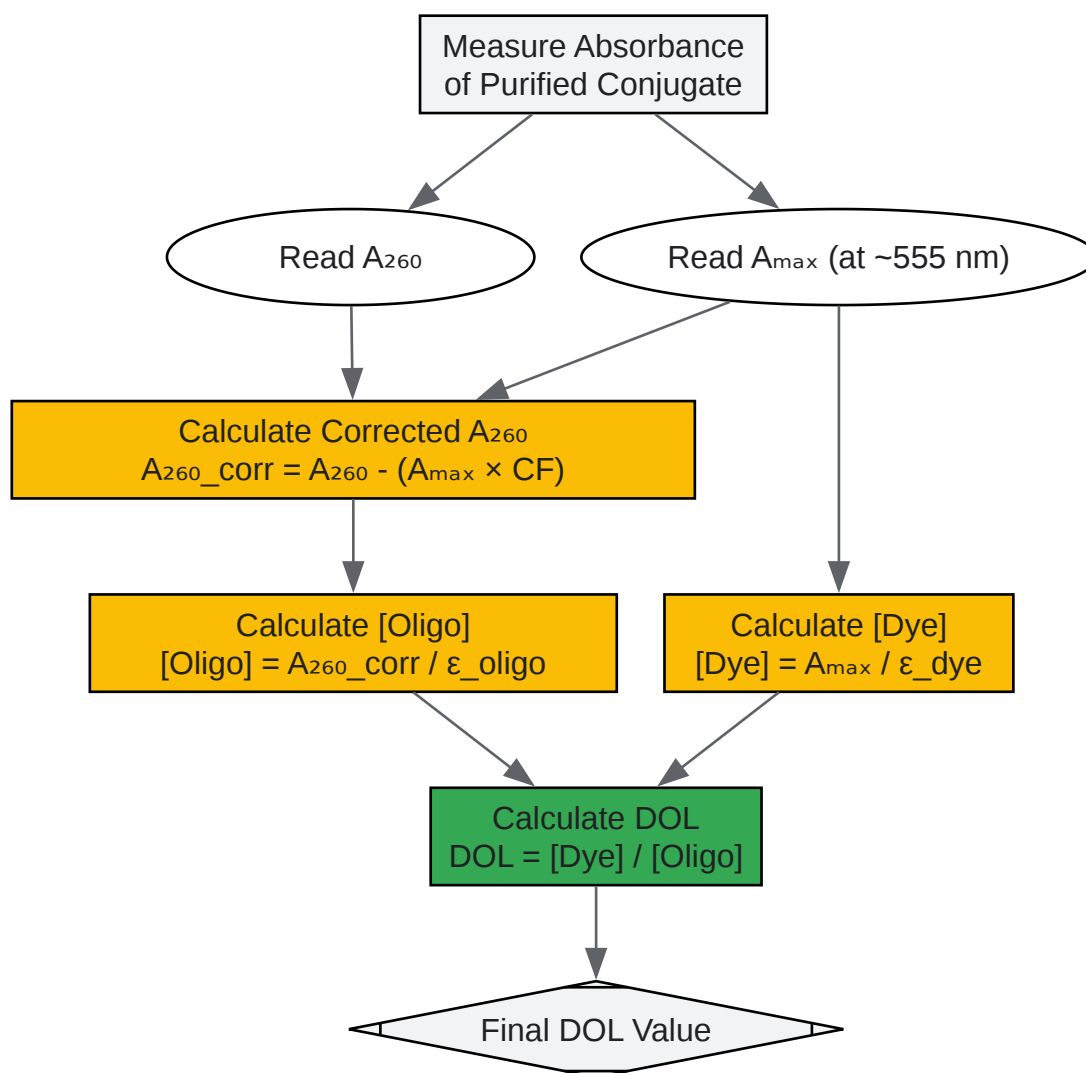 Measure Absorbance
of Purified Conjugate
Read A₂₆₀
Read Aₘₐₓ (at ~555 nm)
Calculate Corrected A₂₆₀
A₂₆₀_corr = A₂₆₀ - (Aₘₐₓ × CF)
Calculate [Oligo]
[Oligo] = A₂₆₀_corr / ε_oligo
Calculate [Dye]
[Dye] = Aₘₐₓ / ε_dye
Calculate DOL
DOL = [Dye] / [Oligo]
Final DOL Value